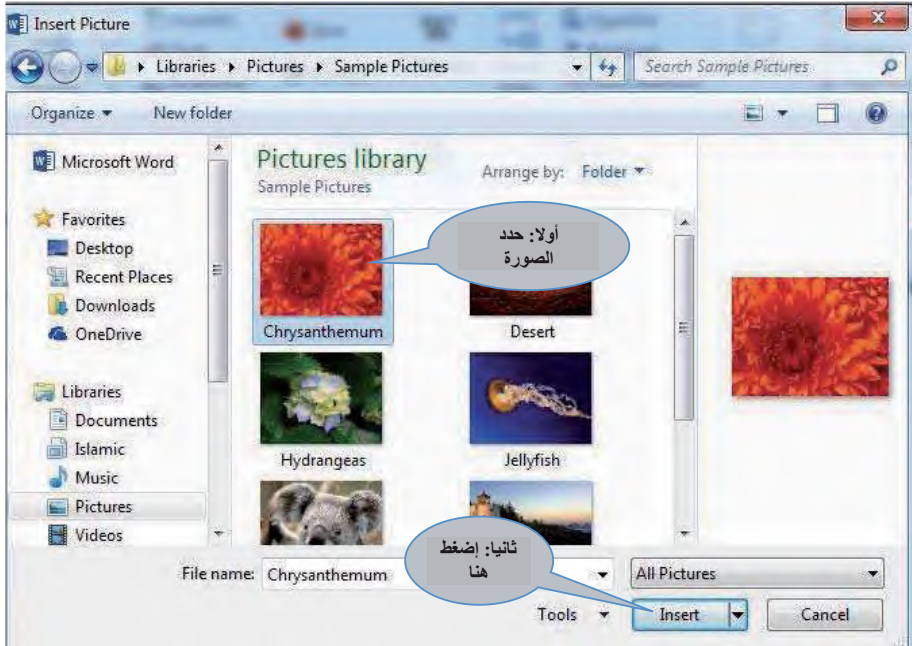 Insert Picture
Libraries Pictures Sample Pictures
Search Sample Pictures
Organize New folder
Microsoft Word
Favorites
Desktop
Recent Places
Downloads
OneDrive
Libraries
Documents
Islamic
Music
Pictures
Videos
Pictures library
Sample Pictures
Arrange by: Folder
أولا: حدد
الصورة
Chrysanthemum
Desert
Hydrangeas
Jellyfish
ثانيا: إضغط
هنا
File name: Chrysanthemum
All Pictures
Tools
Insert
Cancel